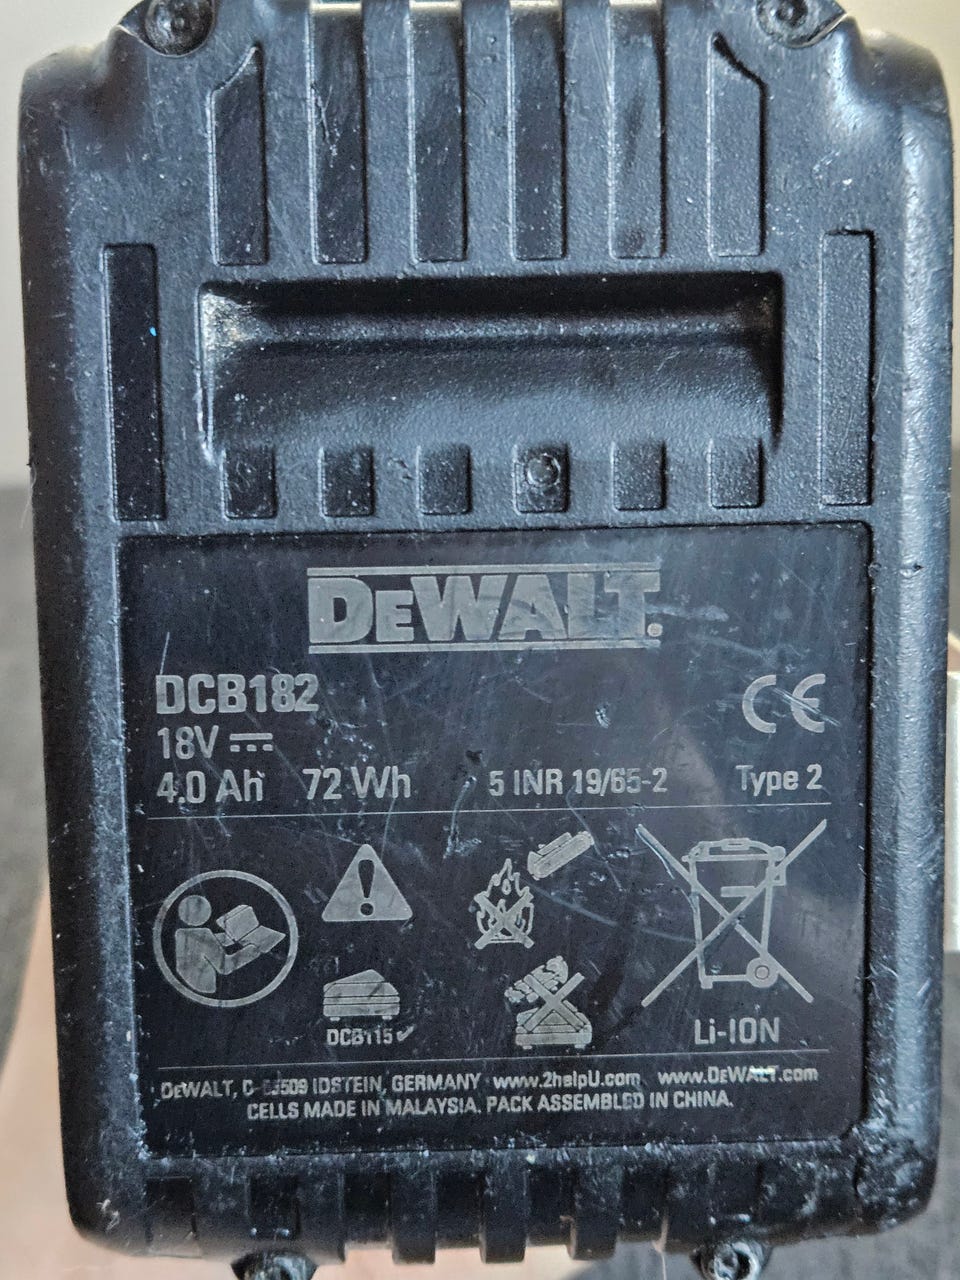 DEWALT®
DCB182
CE
18V
4.0 Ah 72 Wh 5 INR 19/65-2 Type 2
DCB115✓
Li-ION
DEWALT, IDSTEIN, GERMANY www.2helpU.com www.DEWALT.com
CELLS MADE IN MALAYSIA. PACK ASSEMBLED IN CHINA.